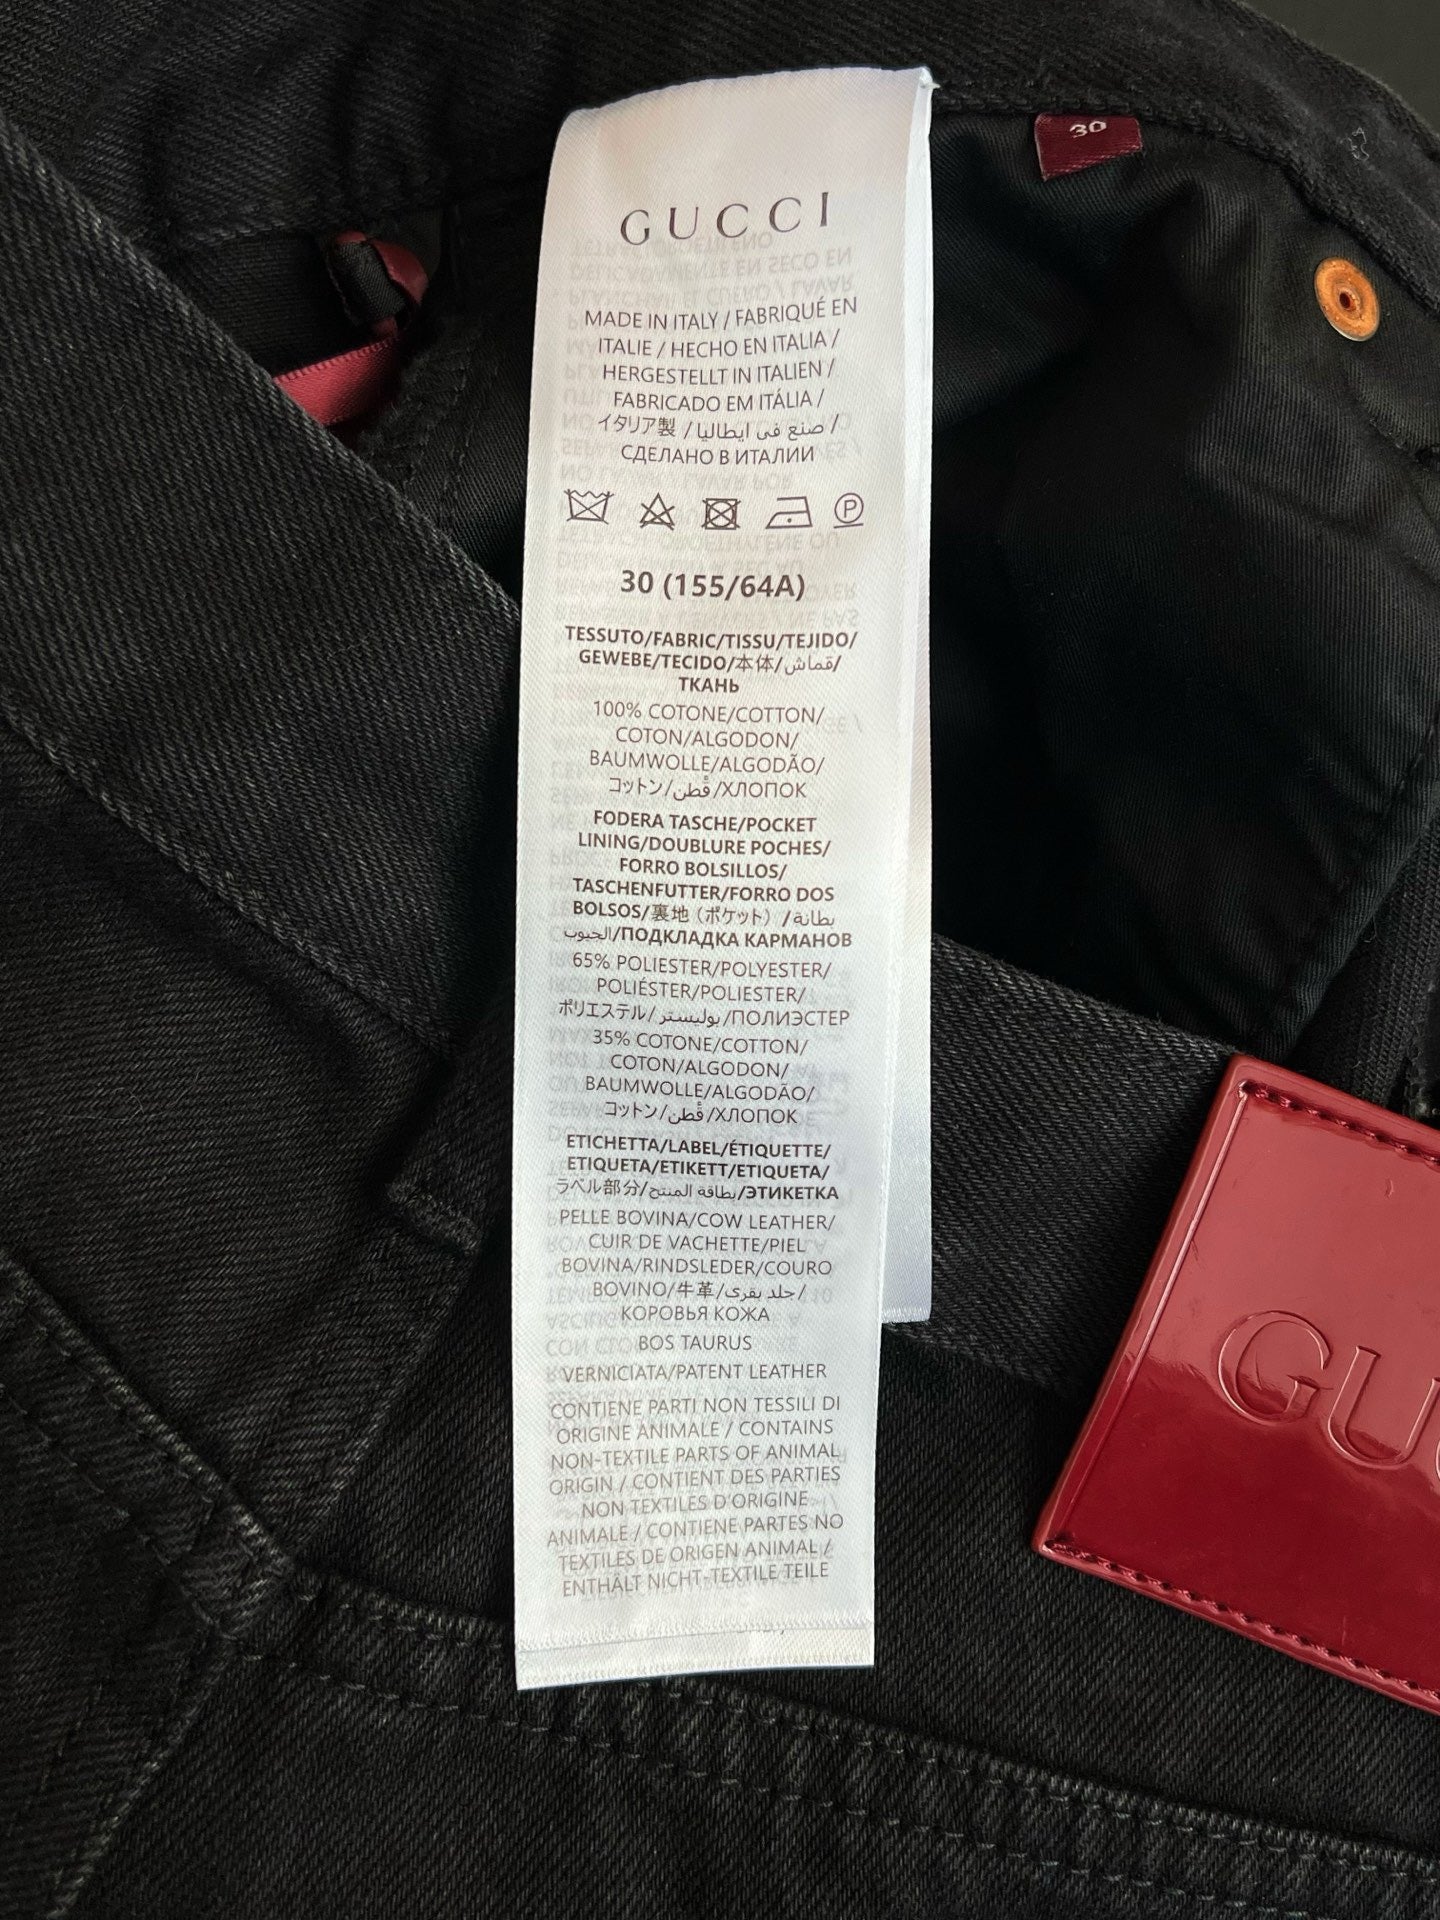 30
GUCCI
MADE IN ITALY / FABRIQUÉ EN
ITALIE / HECHO EN ITALIA /
HERGESTELLT IN ITALIEN /
FABRICADO EM ITÁLIA /
イタリア製 / صنع في ايطاليا /
СДЕЛАНО В ИТАЛИИ
P
30 (155/64A)
TESSUTO/FABRIC/TISSU/TEJIDO/
GEWEBE/TECIDO/本体/قماش/
ТКАНЬ
100% COTONE/COTTON/
COTON/ALGODON/
BAUMWOLLE/ALGODÃO/
コットン/قُطن/ХЛОПОК
FODERA TASCHE/POCKET
LINING/DOUBLURE POCHES/
FORRO BOLSILLOS/
TASCHENFUTTER/FORRO DOS
BOLSOS/裏地（ポケット）/بطانة
الجيوب/ПОДКЛАДКА КАРМАНОВ
65% POLIESTER/POLYESTER/
POLIÉSTER/POLIESTER/
ポリエステル/بوليستر/ПОЛИЭСТЕР
35% COTONE/COTTON/
COTON/ALGODON/
BAUMWOLLE/ALGODÃO/
コットン/قُطن/ХЛОПОК
ETICHETTA/LABEL/ÉTIQUETTE/
ETIQUETA/ETIKETT/ETIQUETA/
ラベル部分/بطاقة المنتج/ЭТИКЕТКА
PELLE BOVINA/COW LEATHER/
CUIR DE VACHETTE/PIEL
BOVINA/RINDSLEDER/COURO
BOVINO/牛革/جلد بقري/
КОРОВЬЯ КОЖА
BOS TAURUS
VERNICIATA/PATENT LEATHER
CONTIENE PARTI NON TESSILI DI
ORIGINE ANIMALE / CONTAINS
NON-TEXTILE PARTS OF ANIMAL
ORIGIN / CONTIENT DES PARTIES
NON TEXTILES D'ORIGINE
ANIMALE / CONTIENE PARTES NO
TEXTILES DE ORIGEN ANIMAL /
ENTHÄLT NICHT-TEXTILE TEILE
GU